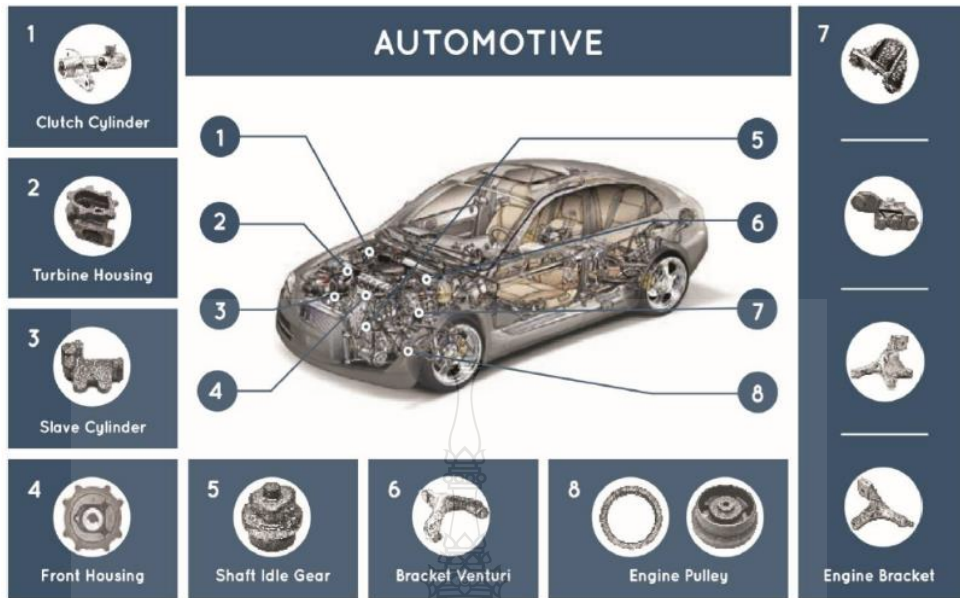 AUTOMOTIVE
1
Clutch Cylinder
2
Turbine Housing
3
Slave Cylinder
4
Front Housing
5
Shaft Idle Gear
6
Bracket Venturi
8
Engine Pulley
7
Engine Bracket
1
2
3
4
5
6
7
8